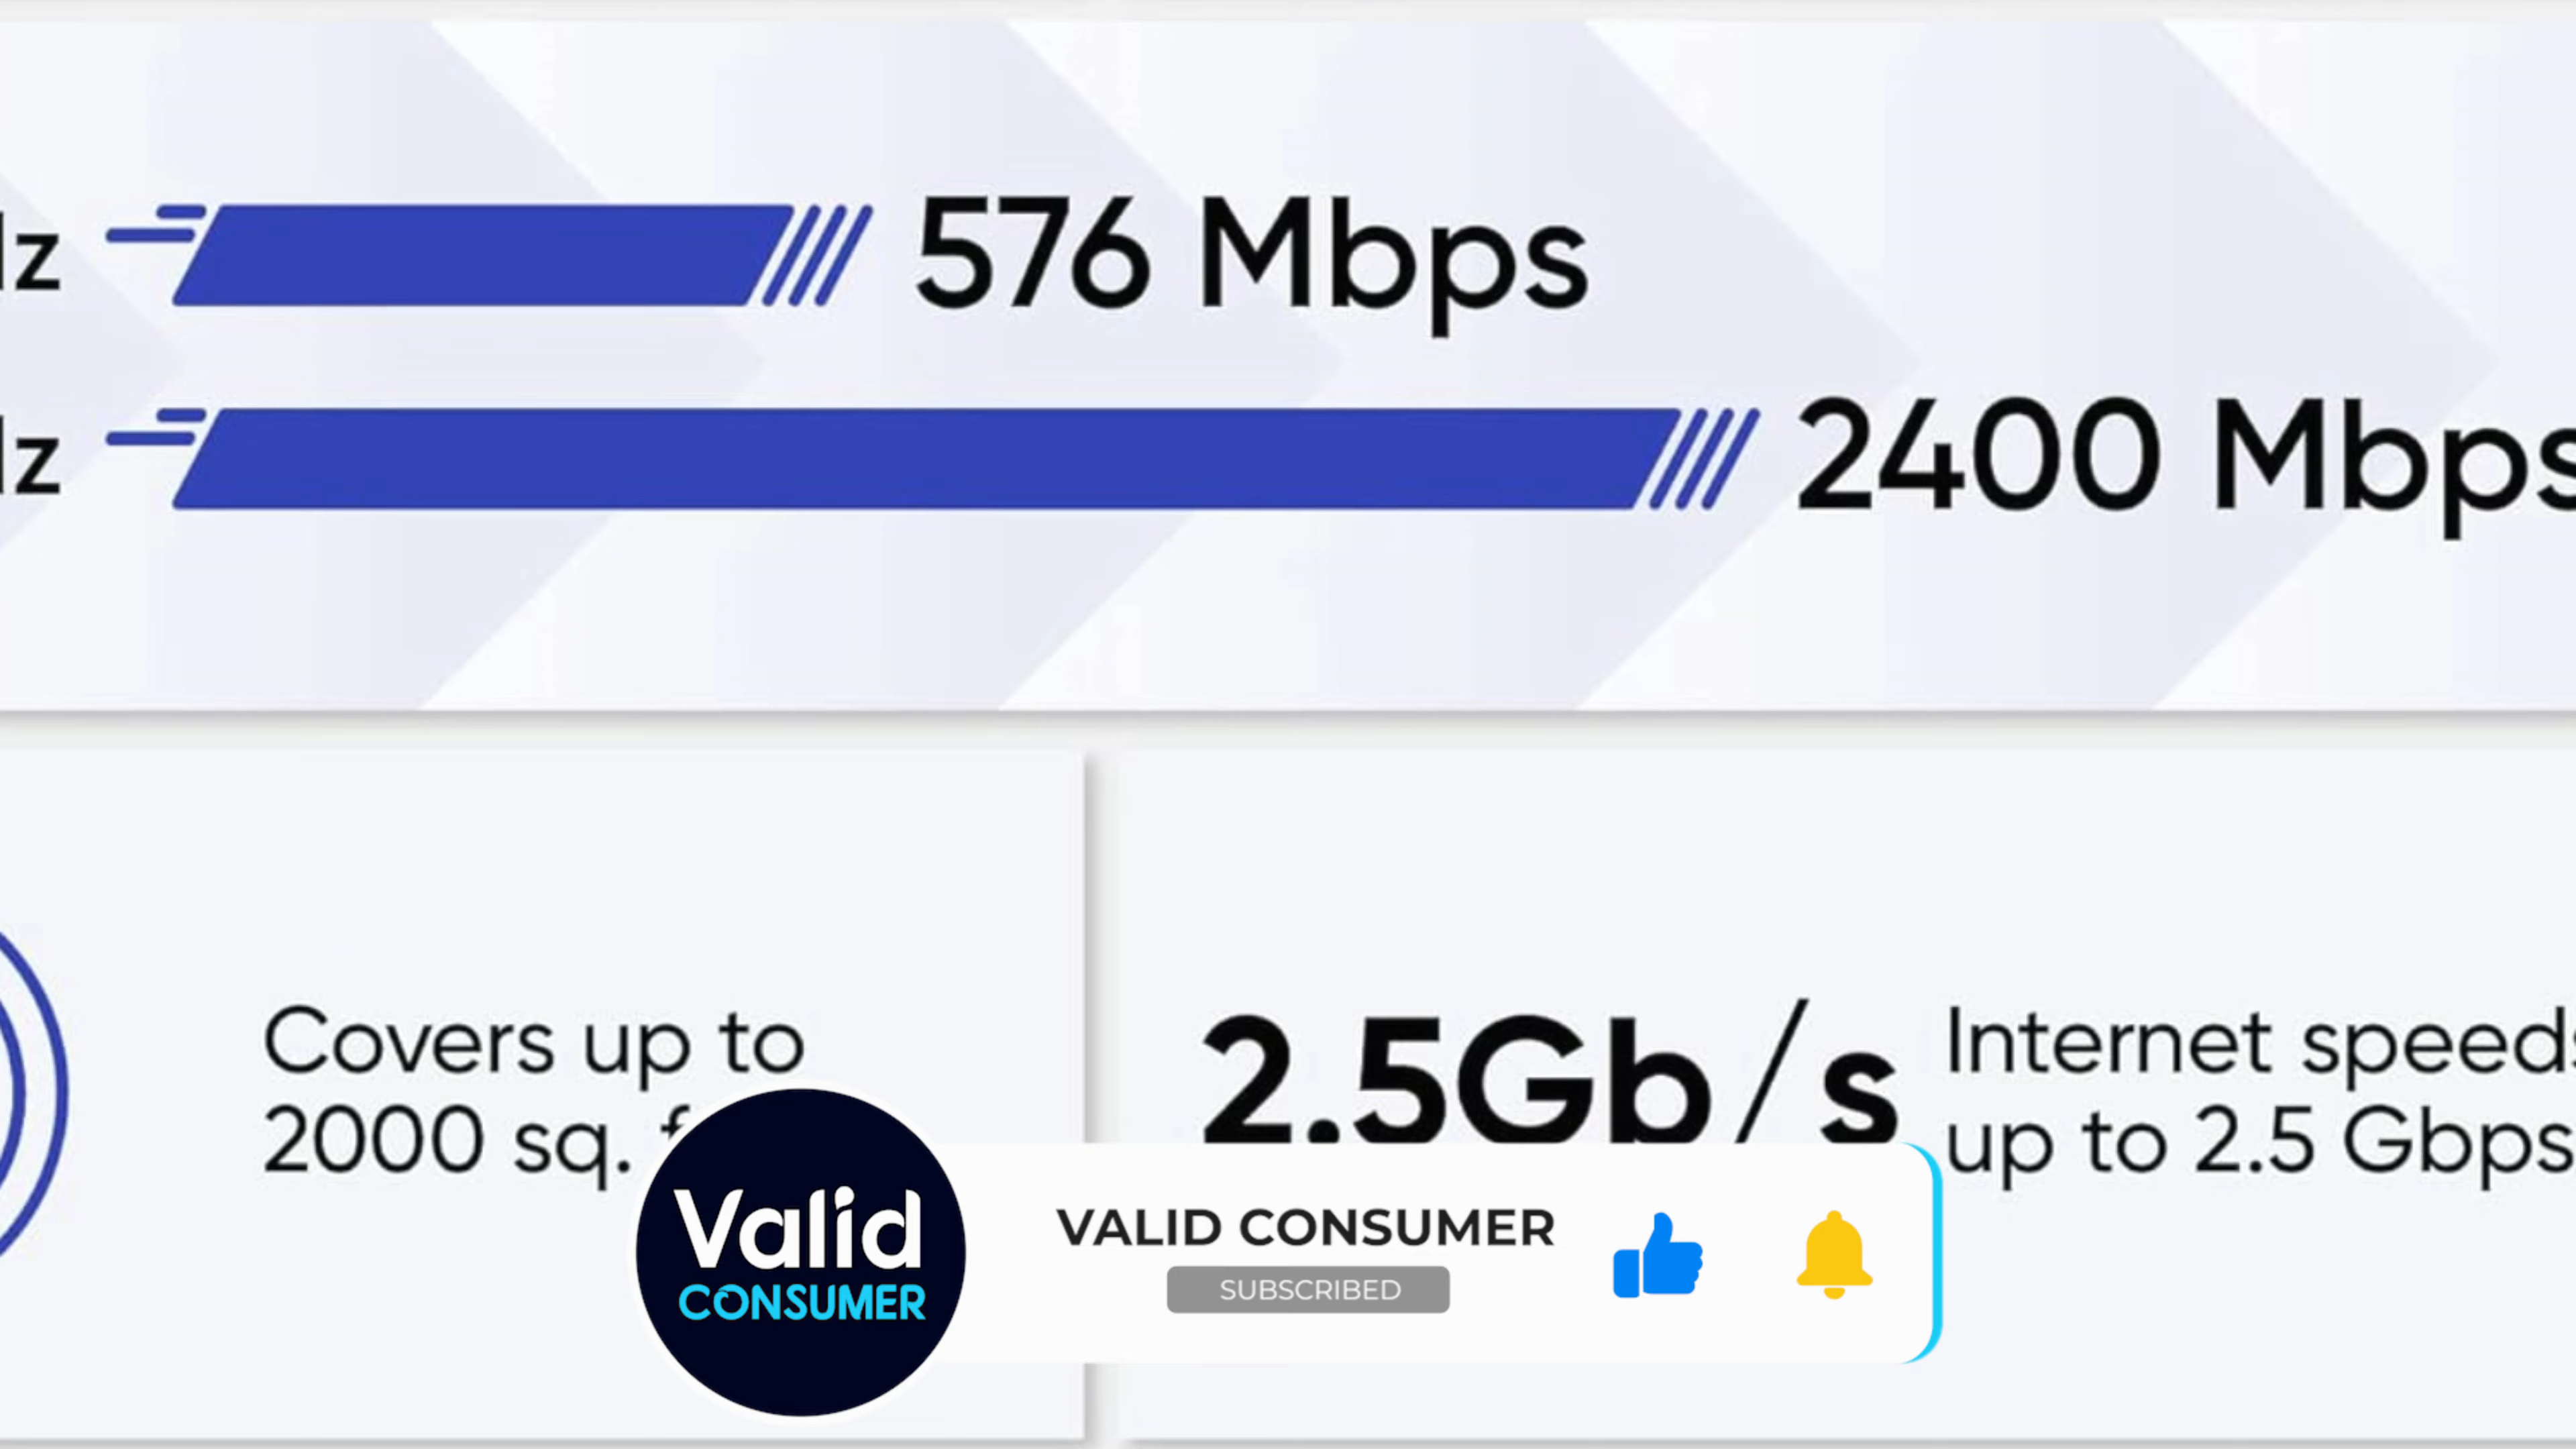 576 Mbps
2400 Mbps
Covers up to
2000 sq.
2.5Gb/s
Internet speeds
up to 2.5 Gbps
Valid
CONSUMER
VALID CONSUMER
SUBSCRIBED